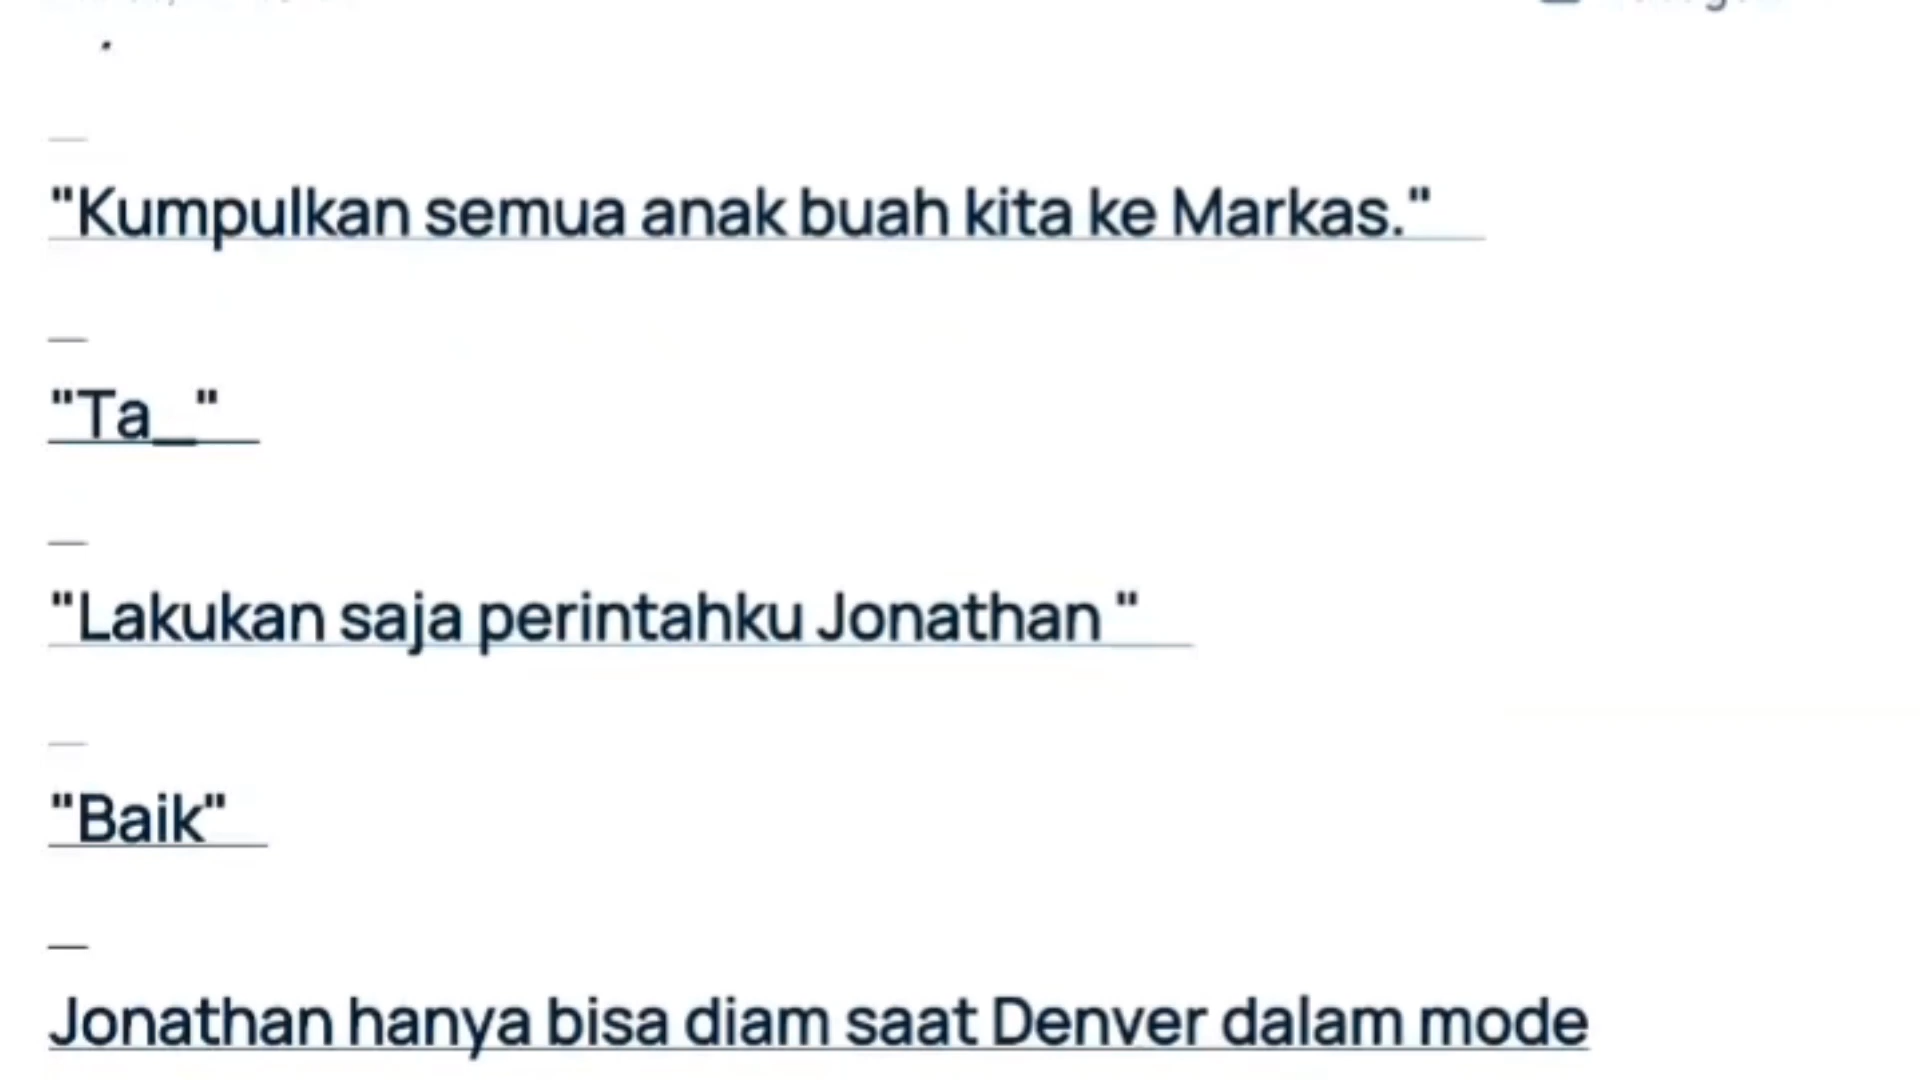 "Kumpulkan semua anak buah kita ke Markas."
"Ta_"
"Lakukan saja perintahku Jonathan "
"Baik"
Jonathan hanya bisa diam saat Denver dalam mode